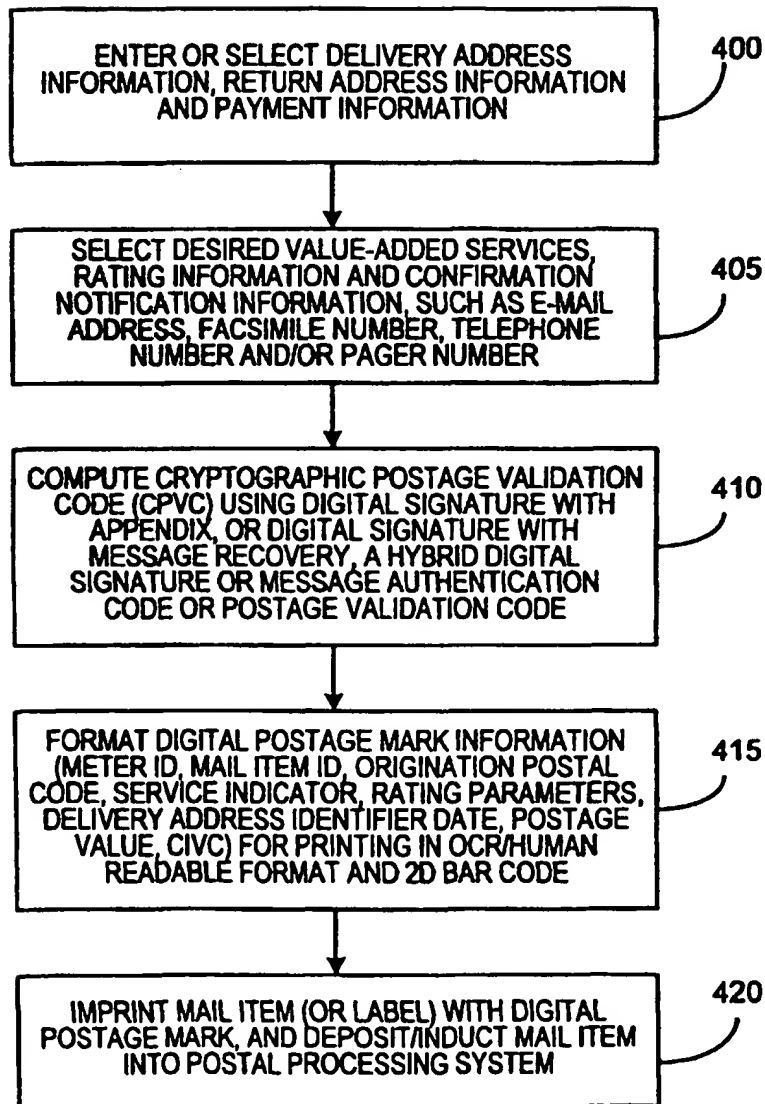 ENTER OR SELECT DELIVERY ADDRESS
INFORMATION, RETURN ADDRESS INFORMATION
AND PAYMENT INFORMATION
400
SELECT DESIRED VALUE-ADDED SERVICES,
RATING INFORMATION AND CONFIRMATION
NOTIFICATION INFORMATION, SUCH AS E-MAIL
ADDRESS, FACSIMILE NUMBER, TELEPHONE
NUMBER AND/OR PAGER NUMBER
405
COMPUTE CRYPTOGRAPHIC POSTAGE VALIDATION
CODE (CPVC) USING DIGITAL SIGNATURE WITH
APPENDIX, OR DIGITAL SIGNATURE WITH
MESSAGE RECOVERY, A HYBRID DIGITAL
SIGNATURE OR MESSAGE AUTHENTICATION
CODE OR POSTAGE VALIDATION CODE
410
FORMAT DIGITAL POSTAGE MARK INFORMATION
(METER ID, MAIL ITEM ID, ORIGINATION POSTAL
CODE, SERVICE INDICATOR, RATING PARAMETERS,
DELIVERY ADDRESS IDENTIFIER DATE, POSTAGE
VALUE, CIVC) FOR PRINTING IN OCR/HUMAN
READABLE FORMAT AND 2D BAR CODE
415
IMPRINT MAIL ITEM (OR LABEL) WITH DIGITAL
POSTAGE MARK, AND DEPOSIT/INDUCT MAIL ITEM
INTO POSTAL PROCESSING SYSTEM
420